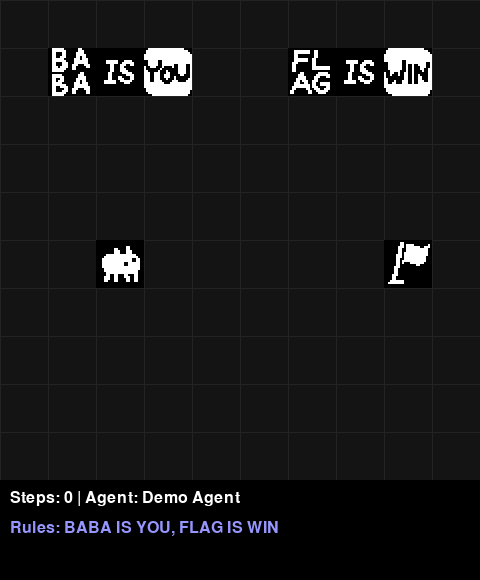 BABA IS YOU FLAG IS WIN
Steps: 0 | Agent: Demo Agent
Rules: BABA IS YOU, FLAG IS WIN